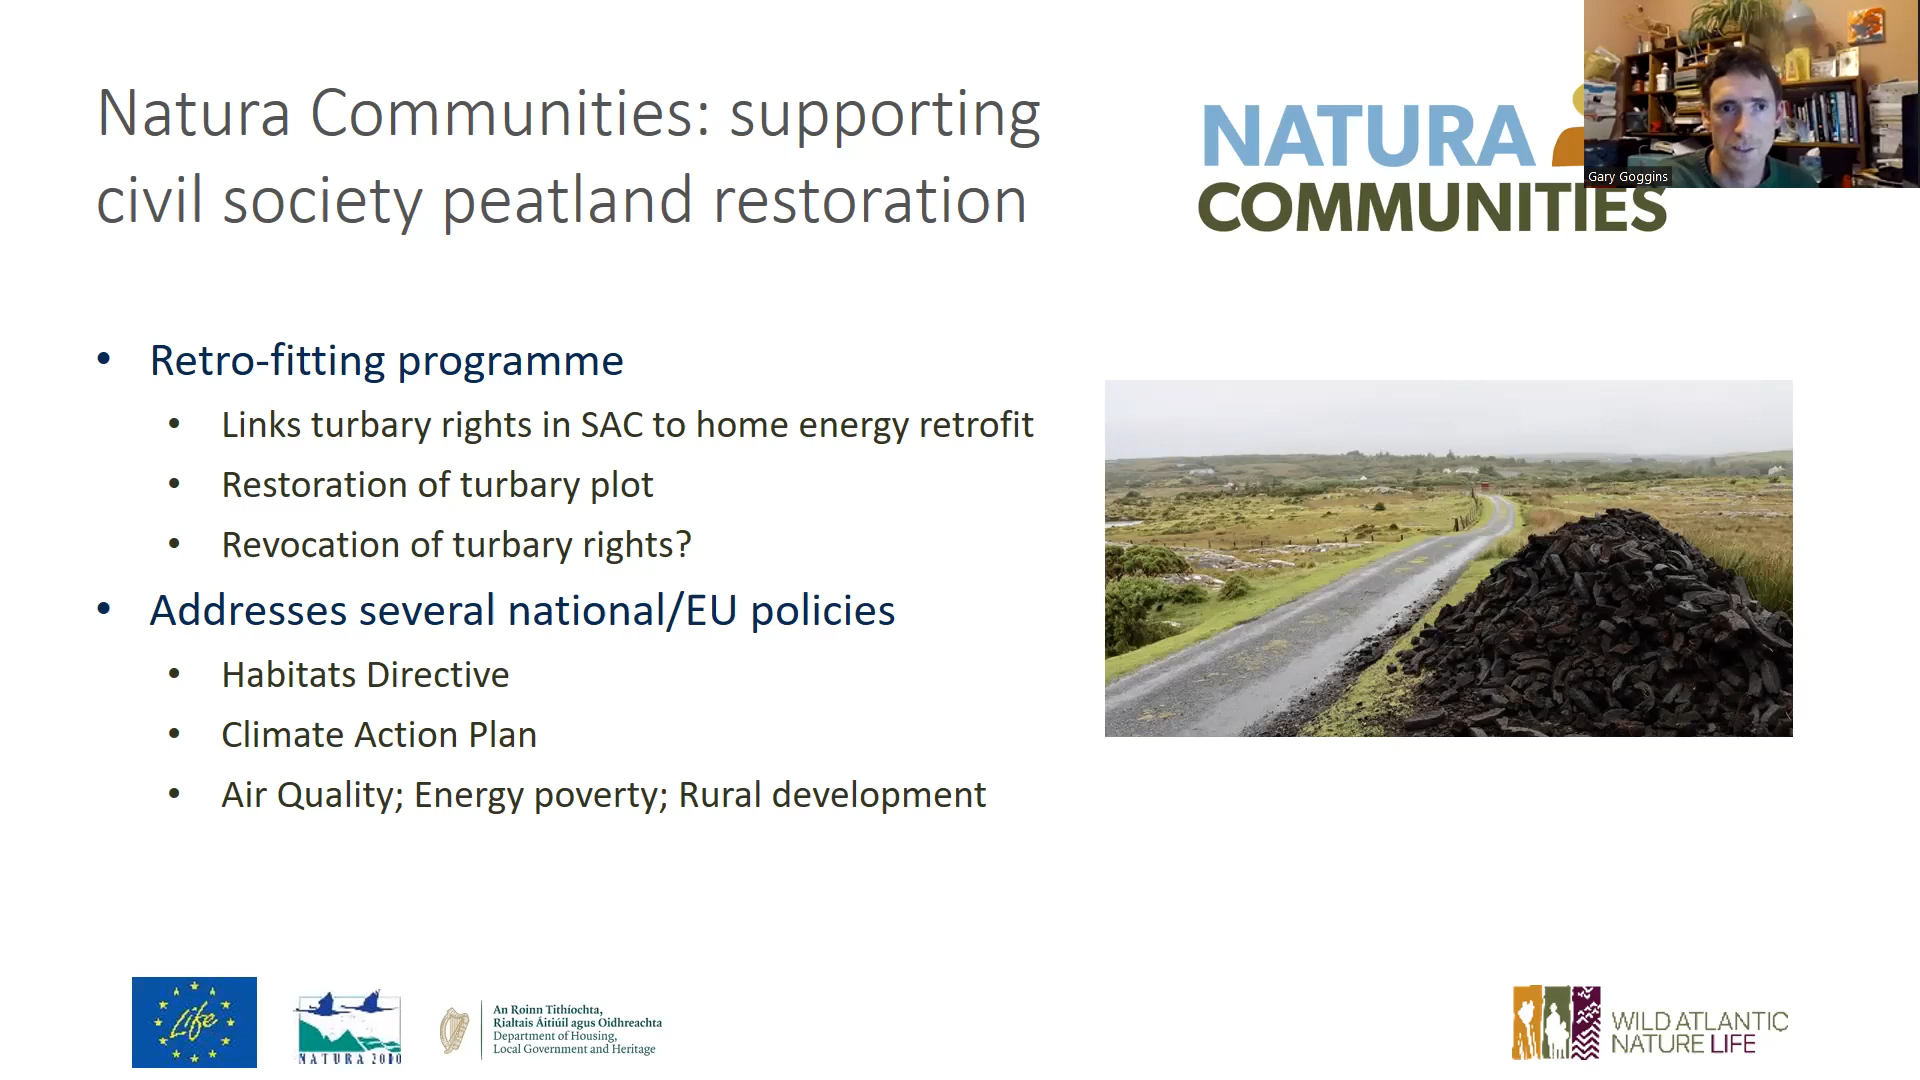 Natura Communities: supporting
civil society peatland restoration
NATURA
COMMUNITIES
Gary Goggins
• Retro-fitting programme
• Links turbary rights in SAC to home energy retrofit
• Restoration of turbary plot
• Revocation of turbary rights?
• Addresses several national/EU policies
• Habitats Directive
• Climate Action Plan
• Air Quality; Energy poverty; Rural development
Life
NATURA 2000
An Roinn Tithíochta,
Rialtais Áitiúil agus Oidhreachta
Department of Housing,
Local Government and Heritage
WILD ATLANTIC
NATURE LIFE